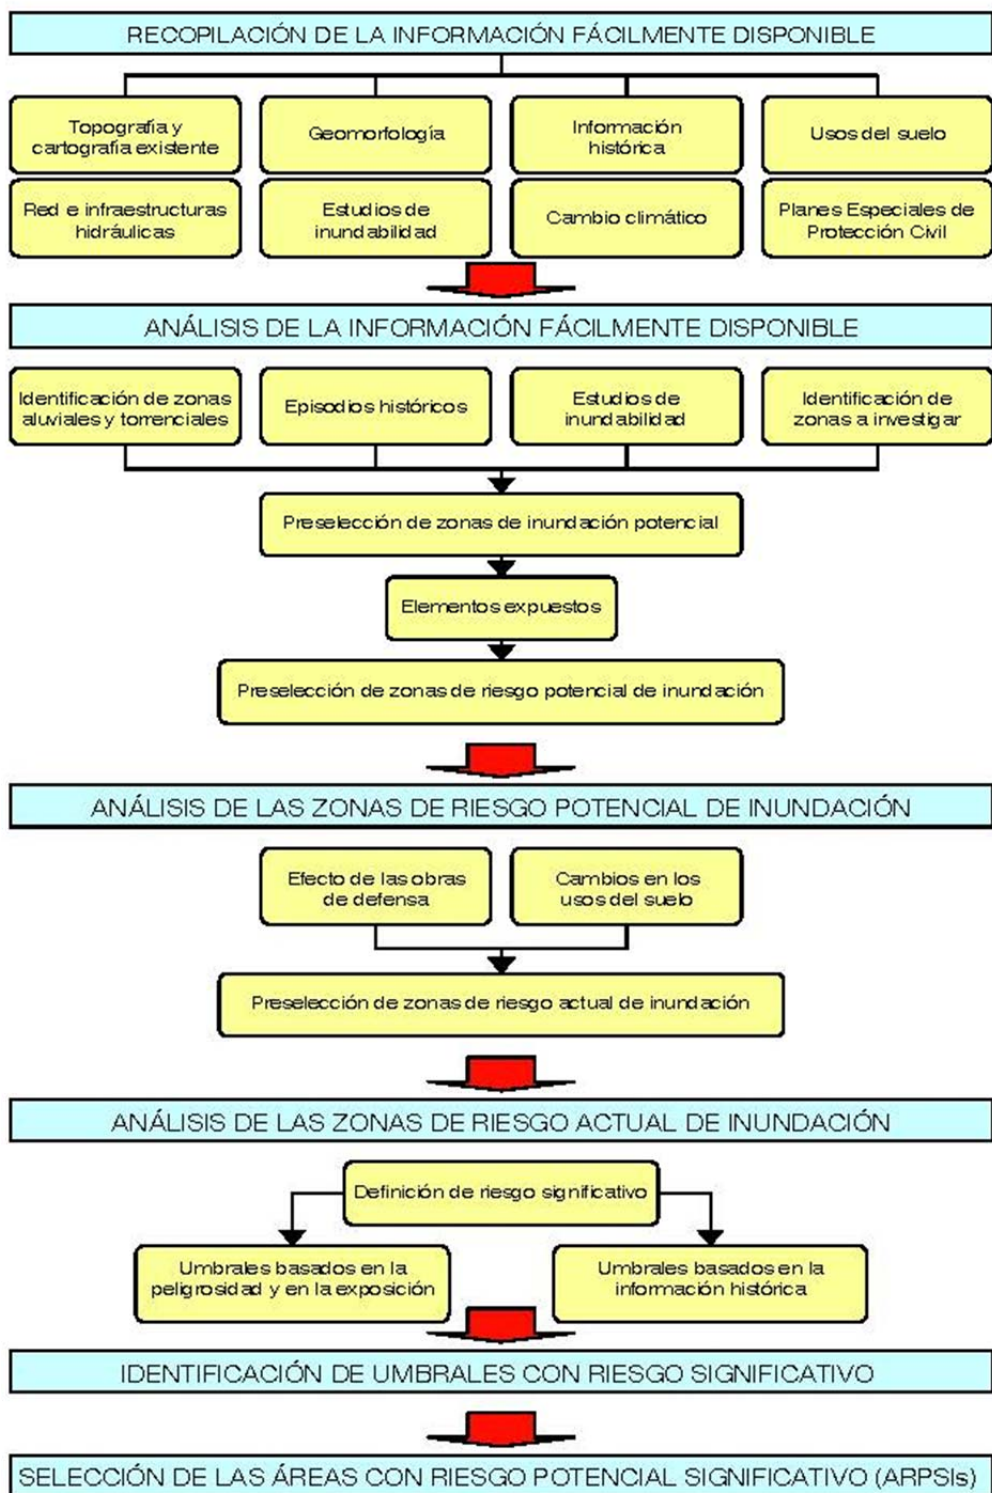 RECOPILACIÓN DE LA INFORMACIÓN FÁCILMENTE DISPONIBLE
Topografía y
cartografía existente
Geomorfología
Información
histórica
Usos del suelo
Red e infraestructuras
hidráulicas
Estudios de
inundabilidad
Cambio climático
Planes Especiales de
Protección Civil
ANÁLISIS DE LA INFORMACIÓN FÁCILMENTE DISPONIBLE
Identificación de zonas
aluviales y torrenciales
Episodios históricos
Estudios de
inundabilidad
Identificación de
zonas a investigar
Preselección de zonas de inundación potencial
Elementos expuestos
Preselección de zonas de riesgo potencial de inundación
ANÁLISIS DE LAS ZONAS DE RIESGO POTENCIAL DE INUNDACIÓN
Efecto de las obras
de defensa
Cambios en los
usos del suelo
Preselección de zonas de riesgo actual de inundación
ANÁLISIS DE LAS ZONAS DE RIESGO ACTUAL DE INUNDACIÓN
Definición de riesgo significativo
Umbrales basados en la
peligrosidad y en la exposición
Umbrales basados en la
información histórica
IDENTIFICACIÓN DE UMBRALES CON RIESGO SIGNIFICATIVO
SELECCIÓN DE LAS ÁREAS CON RIESGO POTENCIAL SIGNIFICATIVO (ARPSIs)